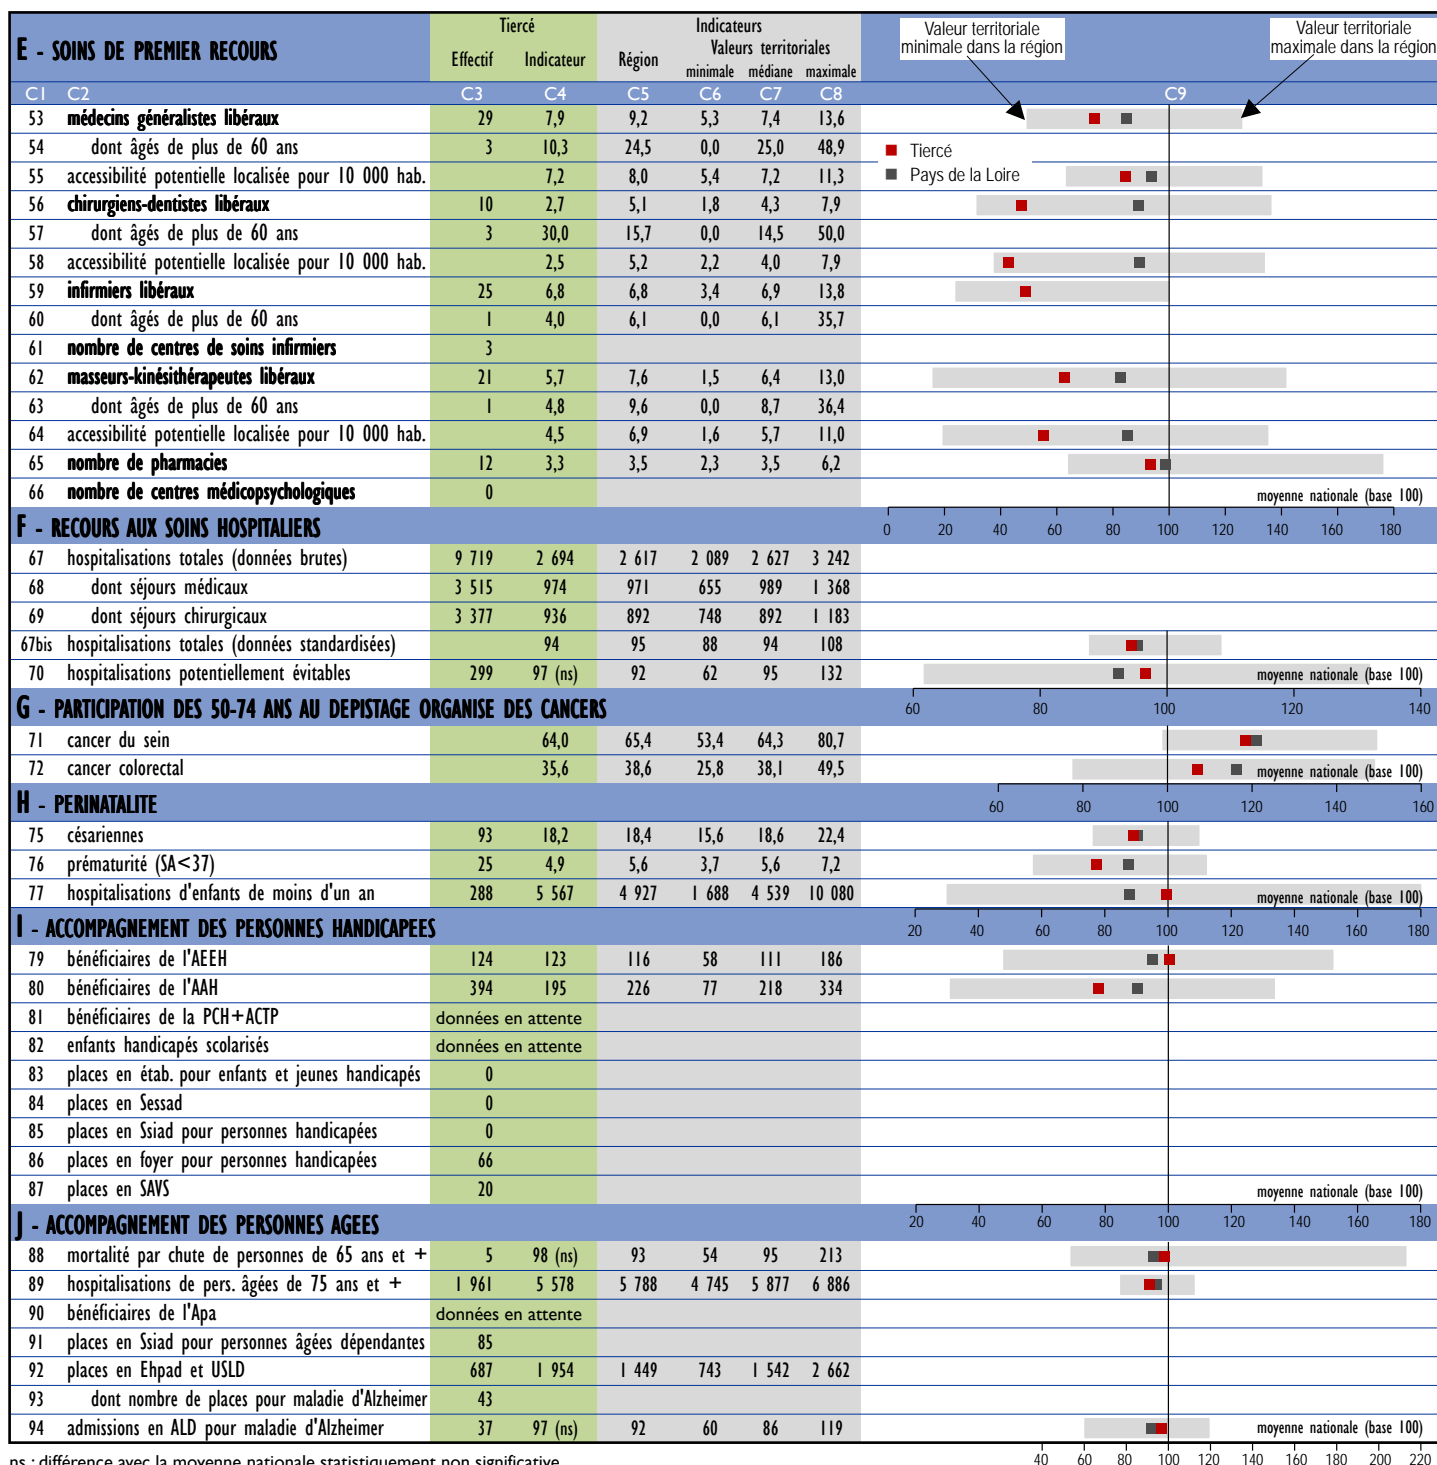 E - SOINS DE PREMIER RECOURS
Tiercé Indicateurs
Effectif Indicateur Région Valeurs territoriales
minimale médiane maximale
Valeur territoriale minimale dans la région
Valeur territoriale maximale dans la région
C1 C2 C3 C4 C5 C6 C7 C8 C9
53 médecins généralistes libéraux 29 7,9 9,2 5,3 7,4 13,6
54 dont âgés de plus de 60 ans 3 10,3 24,5 0,0 25,0 48,9
Tiercé
55 accessibilité potentielle localisée pour 10 000 hab. 7,2 8,0 5,4 7,2 11,3
Pays de la Loire
56 chirurgiens-dentistes libéraux 10 2,7 5,1 1,8 4,3 7,9
57 dont âgés de plus de 60 ans 3 30,0 15,7 0,0 14,5 50,0
58 accessibilité potentielle localisée pour 10 000 hab. 2,5 5,2 2,2 4,0 7,9
59 infirmiers libéraux 25 6,8 6,8 3,4 6,9 13,8
60 dont âgés de plus de 60 ans 1 4,0 6,1 0,0 6,1 35,7
61 nombre de centres de soins infirmiers 3
62 masseurs-kinésithérapeutes libéraux 21 5,7 7,6 1,5 6,4 13,0
63 dont âgés de plus de 60 ans 1 4,8 9,6 0,0 8,7 36,4
64 accessibilité potentielle localisée pour 10 000 hab. 4,5 6,9 1,6 5,7 11,0
65 nombre de pharmacies 12 3,3 3,5 2,3 3,5 6,2
66 nombre de centres médicopsychologiques 0 moyenne nationale (base 100)
F - RECOURS AUX SOINS HOSPITALIERS 0 20 40 60 80 100 120 140 160 180
67 hospitalisations totales (données brutes) 9 719 2 694 2 617 2 089 2 627 3 242
68 dont séjours médicaux 3 515 974 971 655 989 1 368
69 dont séjours chirurgicaux 3 377 936 892 748 892 1 183
67bis hospitalisations totales (données standardisées) 94 95 88 94 108
70 hospitalisations potentiellement évitables 299 97 (ns) 92 62 95 132 moyenne nationale (base 100)
G - PARTICIPATION DES 50-74 ANS AU DEPISTAGE ORGANISE DES CANCERS 60 80 100 120 140
71 cancer du sein 64,0 65,4 53,4 64,3 80,7
72 cancer colorectal 35,6 38,6 25,8 38,1 49,5 moyenne nationale (base 100)
H - PERINATALITE 60 80 100 120 140 160
75 césariennes 93 18,2 18,4 15,6 18,6 22,4
76 prématurité (SA<37) 25 4,9 5,6 3,7 5,6 7,2
77 hospitalisations d'enfants de moins d'un an 288 5 567 4 927 1 688 4 539 10 080 moyenne nationale (base 100)
I - ACCOMPAGNEMENT DES PERSONNES HANDICAPEES 20 40 60 80 100 120 140 160 180
79 bénéficiaires de l'AEEH 124 123 116 58 111 186
80 bénéficiaires de l'AAH 394 195 226 77 218 334
81 bénéficiaires de la PCH+ACTP données en attente
82 enfants handicapés scolarisés données en attente
83 places en étab. pour enfants et jeunes handicapés 0
84 places en Sessad 0
85 places en Ssiad pour personnes handicapées 0
86 places en foyer pour personnes handicapées 66
87 places en SAVS 20 moyenne nationale (base 100)
J - ACCOMPAGNEMENT DES PERSONNES AGEES 20 40 60 80 100 120 140 160 180
88 mortalité par chute de personnes de 65 ans et + 5 98 (ns) 93 54 95 213
89 hospitalisations de pers. âgées de 75 ans et + 1 961 5 578 5 788 4 745 5 877 6 886
90 bénéficiaires de l'Apa données en attente
91 places en Ssiad pour personnes âgées dépendantes 85
92 places en Ehpad et USLD 687 1 954 1 449 743 1 542 2 662
93 dont nombre de places pour maladie d'Alzheimer 43
94 admissions en ALD pour maladie d'Alzheimer 37 97 (ns) 92 60 86 119 moyenne nationale (base 100)
40 60 80 100 120 140 160 180 200 220
ns : différence avec la moyenne nationale statistiquement non significative